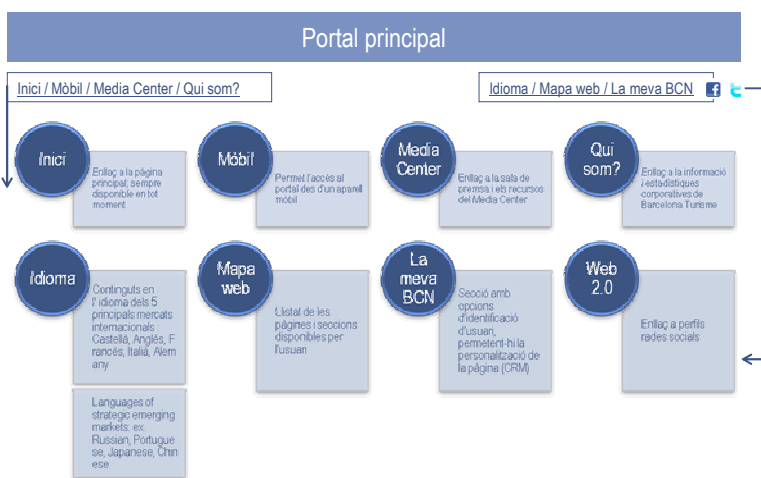 Portal principal
Inici / Mòbil / Media Center / Qui som?
Idioma / Mapa web / La meva BCN
Inici
Enllaç a la pàgina
principal; sempre
disponible en tot
moment
Mòbil
Permet l'accés al
portal des d'un aparell
mòbil
Media
Center
Enllaç a la sala de
premsa i els recursos
del Media Center
Qui
som?
Enllaç a la informació
i estadístiques
corporatives de
Barcelona Turisme
Idioma
Continguts en
l' idioma dels 5
principals mercats
internacionals :
Castellà, Anglès, F
rancés, Italià, Alem
any
Languages of
strategic emerging
markets: ex.
Russian, Portugue
se, Japanese, Chin
ese
Mapa
web
Llistat de les
pàgines i seccions
disponibles per
l'usuari
La
meva
BCN
Secció amb
opcions
d'identificació
d'usuari,
permetent-hi la
personalització de
la pàgina (CRM)
Web
2.0
Enllaç a perfils
xades socials